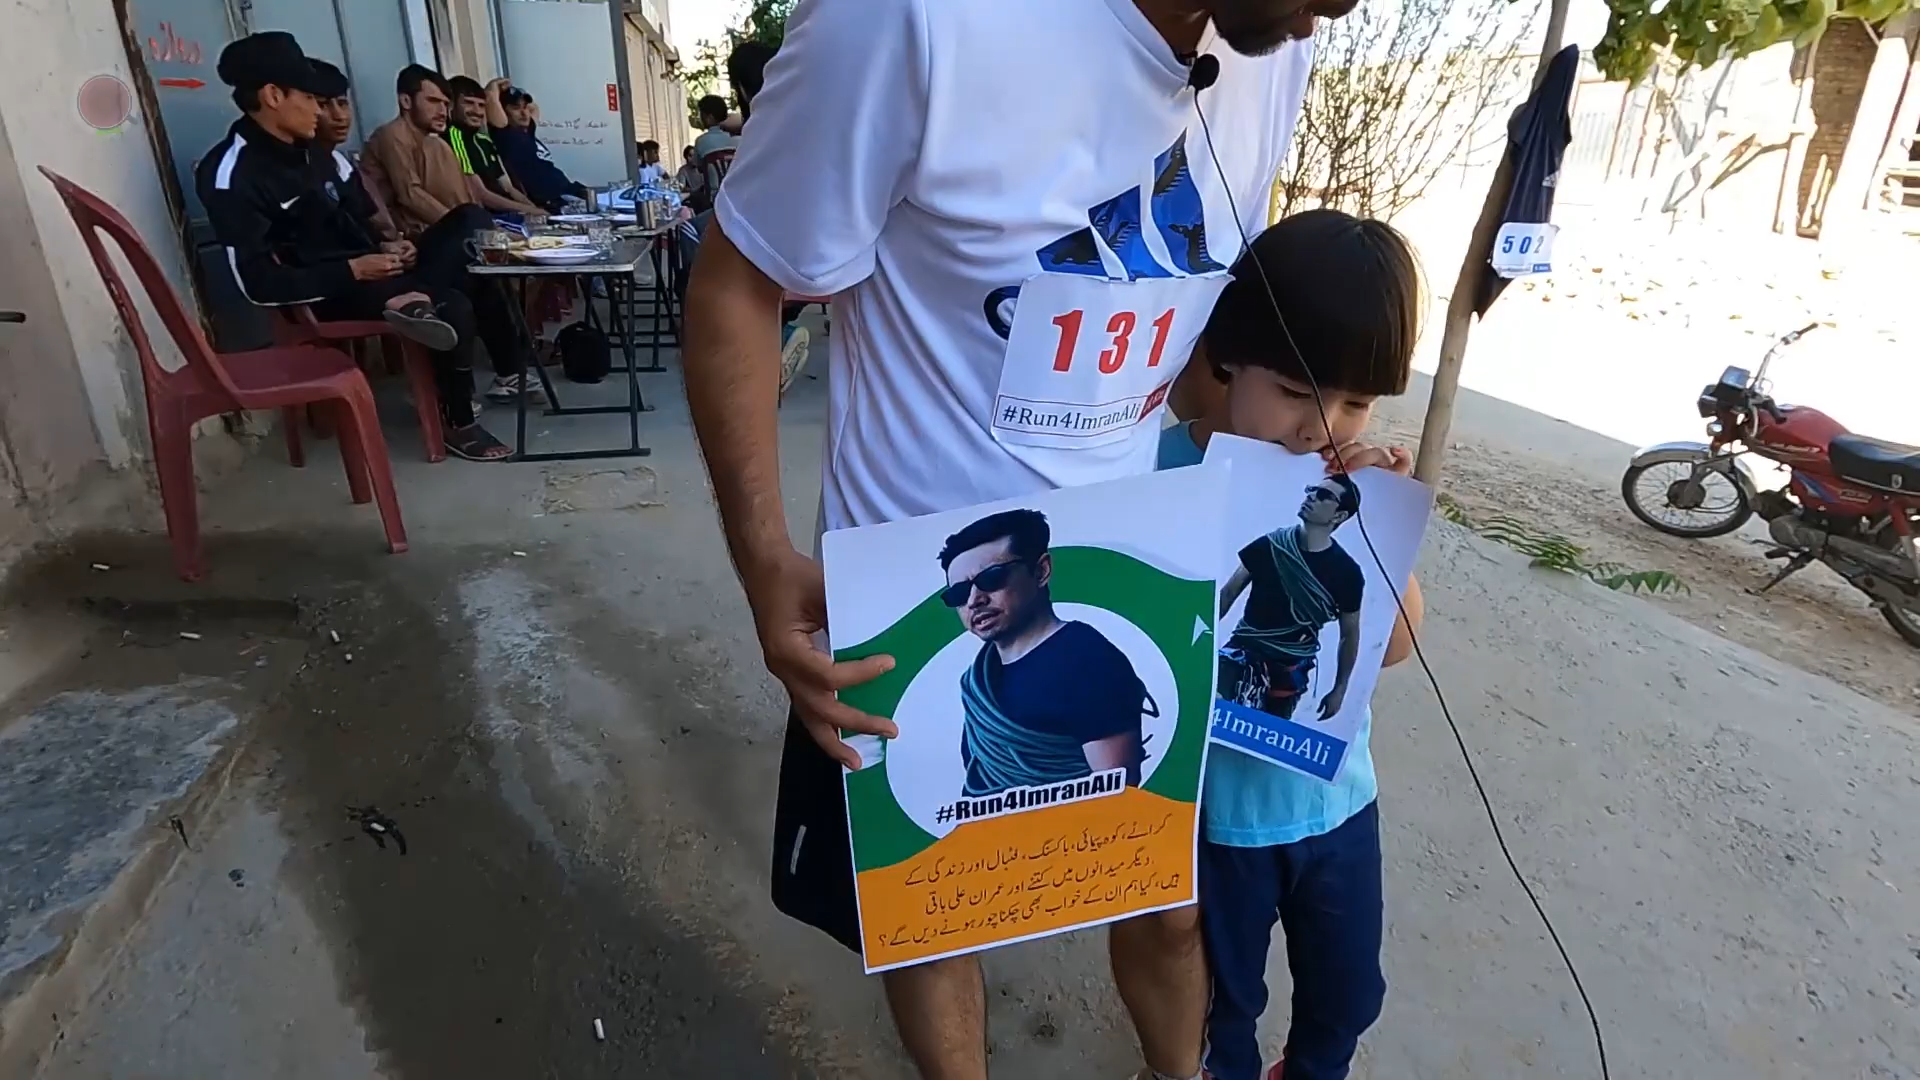 دروازہ
131
#Run4ImranAli
502
#Run4ImranAli
کراٹے، کوہ پیمائی، باکسنگ، فٹبال اور زندگی کے
دیگر میدانوں میں کتنے اور عمران علی باقی
ہیں، کیا ہم ان کے خواب بھی چکنا چور ہونے دیں گے؟
4ImranAli